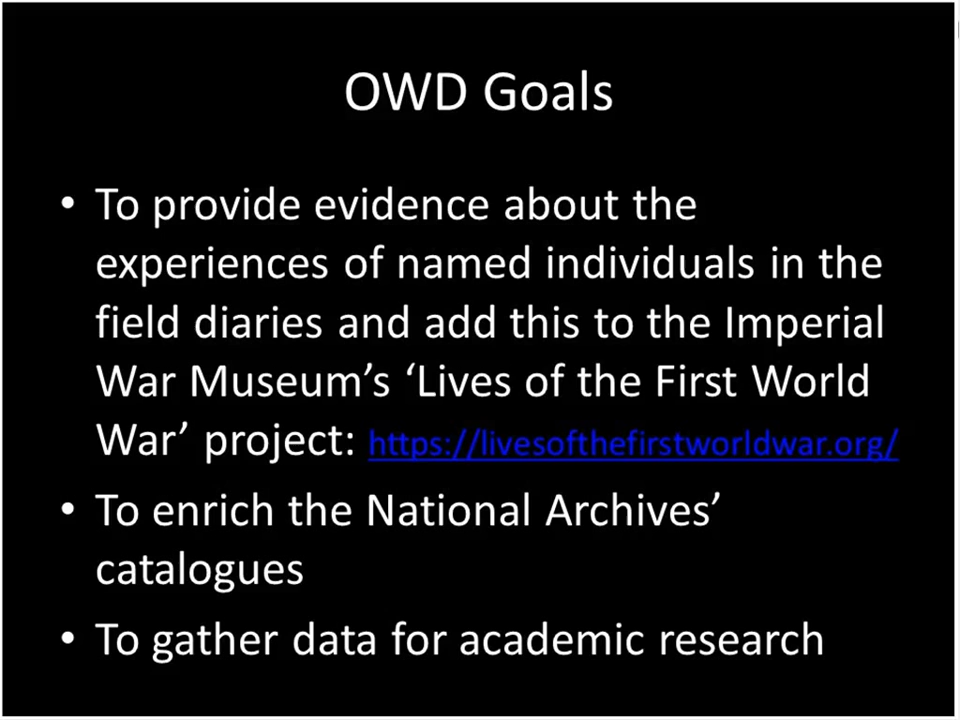 OWD Goals
• To provide evidence about the
experiences of named individuals in the
field diaries and add this to the Imperial
War Museum’s ‘Lives of the First World
War’ project: https://livesofthefirstworldwar.org/
• To enrich the National Archives’
catalogues
• To gather data for academic research